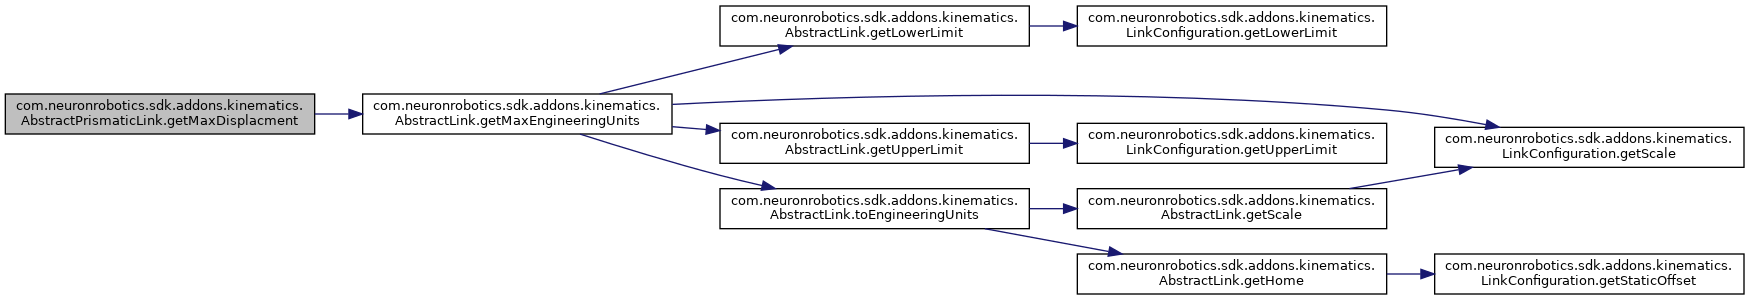 com.neuronrobotics.sdk.addons.kinematics.
AbstractPrismaticLink.getMaxDisplacment
com.neuronrobotics.sdk.addons.kinematics.
AbstractLink.getMaxEngineeringUnits
com.neuronrobotics.sdk.addons.kinematics.
AbstractLink.getLowerLimit
com.neuronrobotics.sdk.addons.kinematics.
LinkConfiguration.getLowerLimit
com.neuronrobotics.sdk.addons.kinematics.
AbstractLink.getUpperLimit
com.neuronrobotics.sdk.addons.kinematics.
LinkConfiguration.getUpperLimit
com.neuronrobotics.sdk.addons.kinematics.
LinkConfiguration.getScale
com.neuronrobotics.sdk.addons.kinematics.
AbstractLink.toEngineeringUnits
com.neuronrobotics.sdk.addons.kinematics.
AbstractLink.getScale
com.neuronrobotics.sdk.addons.kinematics.
AbstractLink.getHome
com.neuronrobotics.sdk.addons.kinematics.
LinkConfiguration.getStaticOffset